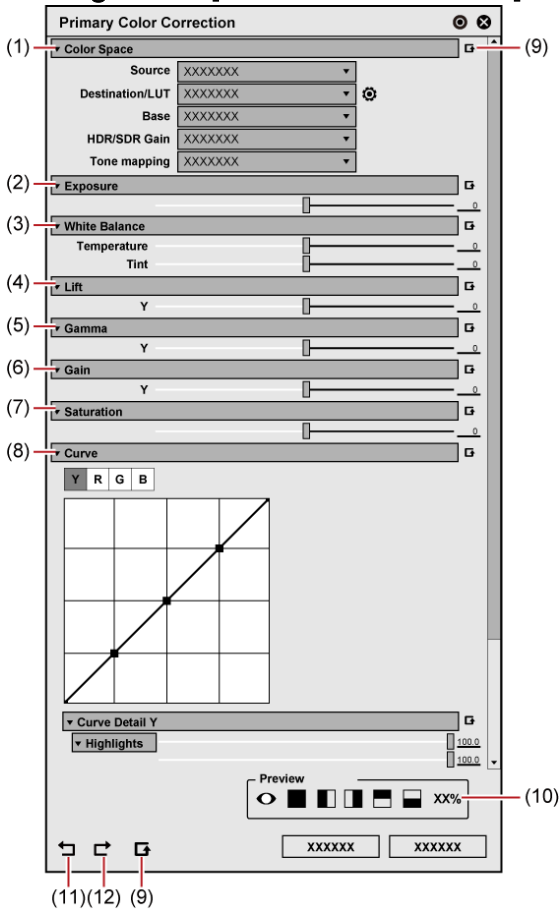 Primary Color Correction
(1) Color Space (9)
Source XXXXXXX
Destination/LUT XXXXXXX
Base XXXXXXX
HDR/SDR Gain XXXXXXX
Tone mapping XXXXXXX
(2) Exposure
0
(3) White Balance
Temperature 0
Tint 0
(4) Lift
Y 0
(5) Gamma
Y 0
(6) Gain
Y 0
(7) Saturation
0
(8) Curve
Y R G B
Curve Detail Y
Highlights 100.0
100.0
Preview
XX% (10)
XXXXXX XXXXXX
(11) (12) (9)